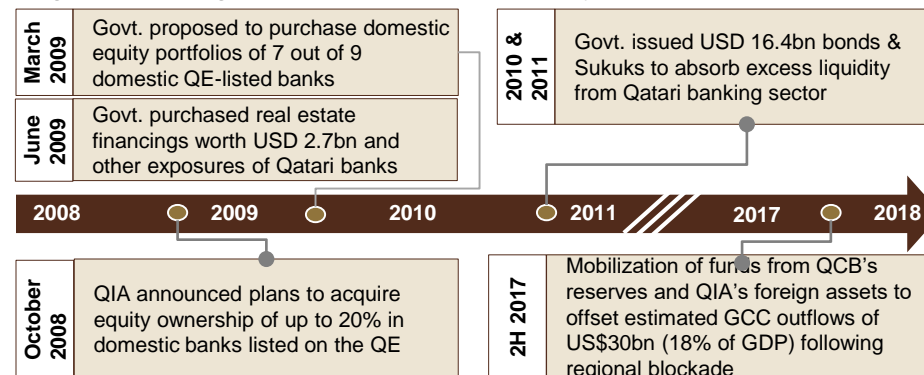 March
2009
Govt. proposed to purchase domestic
equity portfolios of 7 out of 9
domestic QE-listed banks
June
2009
Govt. purchased real estate
financings worth USD 2.7bn and
other exposures of Qatari banks
2010 &
2011
Govt. issued USD 16.4bn bonds &
Sukuks to absorb excess liquidity
from Qatari banking sector
2008 2009 2010 2011 2017 2018
October
2008
QIA announced plans to acquire
equity ownership of up to 20% in
domestic banks listed on the QE
2H 2017
Mobilization of funds from QCB's
reserves and QIA's foreign assets to
offset estimated GCC outflows of
US$30bn (18% of GDP) following
regional blockade